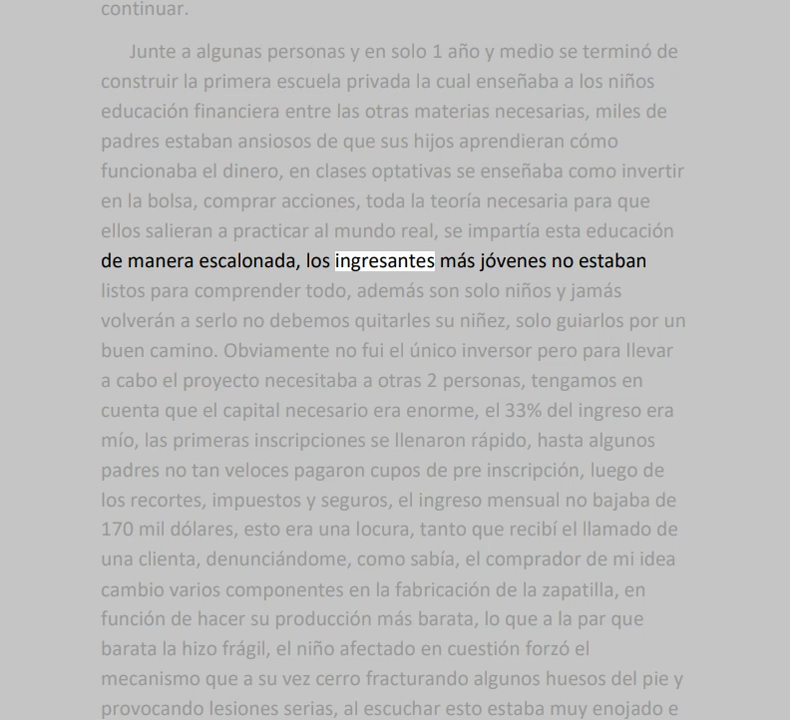 continuar.
Junte a algunas personas y en solo 1 año y medio se terminó de
construir la primera escuela privada la cual enseñaba a los niños
educación financiera entre las otras materias necesarias, miles de
padres estaban ansiosos de que sus hijos aprendieran cómo
funcionaba el dinero, en clases optativas se enseñaba como invertir
en la bolsa, comprar acciones, toda la teoría necesaria para que
ellos salieran a practicar al mundo real, se impartía esta educación
de manera escalonada, los ingresantes más jóvenes no estaban
listos para comprender todo, además son solo niños y jamás
volverán a serlo no debemos quitarles su niñez, solo guiarlos por un
buen camino. Obviamente no fui el único inversor pero para llevar
a cabo el proyecto necesitaba a otras 2 personas, tengamos en
cuenta que el capital necesario era enorme, el 33% del ingreso era
mío, las primeras inscripciones se llenaron rápido, hasta algunos
padres no tan veloces pagaron cupos de pre inscripción, luego de
los recortes, impuestos y seguros, el ingreso mensual no bajaba de
170 mil dólares, esto era una locura, tanto que recibí el llamado de
una clienta, denunciándome, como sabía, el comprador de mi idea
cambio varios componentes en la fabricación de la zapatilla, en
función de hacer su producción más barata, lo que a la par que
barata la hizo frágil, el niño afectado en cuestión forzó el
mecanismo que a su vez cerro fracturando algunos huesos del pie y
provocando lesiones serias, al escuchar esto estaba muy enojado e